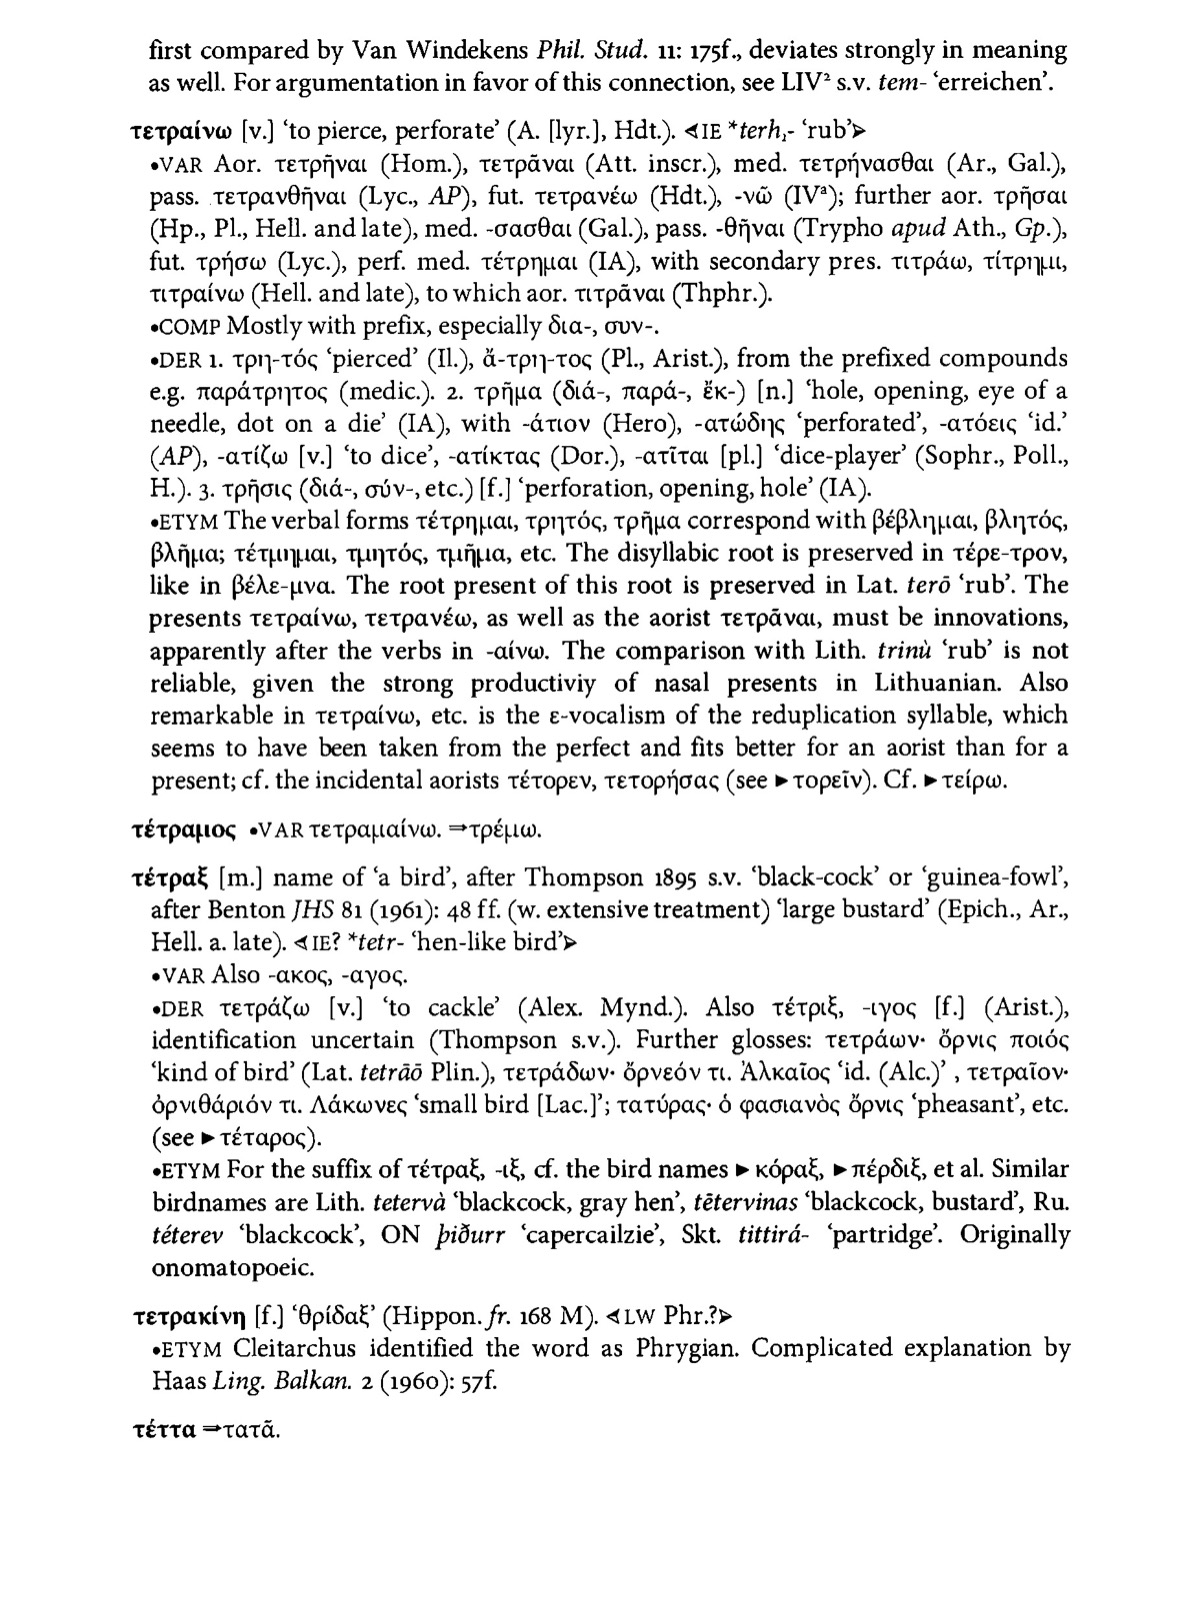 first compared by Van Windekens Phil. Stud. 11: 175f., deviates strongly in meaning
as well. For argumentation in favor of this connection, see LIV² s.v. tem- ‘erreichen’.
τετραίνω [v.] ‘to pierce, perforate’ (A. [lyr.], Hdt.). ⋖IE *terh₁- ‘rub’⋗
•VAR Aor. τετρῆναι (Hom.), τετρᾶναι (Att. inscr.), med. τετρήνασθαι (Ar., Gal.),
pass. τετρανθῆναι (Lyc., AP), fut. τετρανέω (Hdt.), -νῶ (IVᵃ); further aor. τρῆσαι
(Hp., Pl., Hell. and late), med. -σασθαι (Gal.), pass. -θῆναι (Trypho apud Ath., Gp.),
fut. τρήσω (Lyc.), perf. med. τέτρημαι (IA), with secondary pres. τιτράω, τίτρημι,
τιτραίνω (Hell. and late), to which aor. τιτρᾶναι (Thphr.).
•COMP Mostly with prefix, especially δια-, συν-.
•DER 1. τρη-τός ‘pierced’ (Il.), ἄ-τρη-τος (Pl., Arist.), from the prefixed compounds
e.g. παράτρητος (medic.). 2. τρῆμα (διά-, παρά-, ἔκ-) [n.] ‘hole, opening, eye of a
needle, dot on a die’ (IA), with -άτιον (Hero), -ατώδης ‘perforated’, -ατόεις ‘id.’
(AP), -ατίζω [v.] ‘to dice’, -ατίκτας (Dor.), -ατῖται [pl.] ‘dice-player’ (Sophr., Poll.,
H.). 3. τρῆσις (διά-, σύν-, etc.) [f.] ‘perforation, opening, hole’ (IA).
•ETYM The verbal forms τέτρημαι, τρητός, τρῆμα correspond with βέβλημαι, βλητός,
βλῆμα; τέτμημαι, τμητός, τμῆμα, etc. The disyllabic root is preserved in τέρε-τρον,
like in βέλε-μνα. The root present of this root is preserved in Lat. terō ‘rub’. The
presents τετραίνω, τετρανέω, as well as the aorist τετρᾶναι, must be innovations,
apparently after the verbs in -αίνω. The comparison with Lith. trinù ‘rub’ is not
reliable, given the strong productiviy of nasal presents in Lithuanian. Also
remarkable in τετραίνω, etc. is the ε-vocalism of the reduplication syllable, which
seems to have been taken from the perfect and fits better for an aorist than for a
present; cf. the incidental aorists τέτορεν, τετορήσας (see ►τορεῖν). Cf. ►τείρω.
τέτραμος •VAR τετραμαίνω. ⇒τρέμω.
τέτραξ [m.] name of ‘a bird’, after Thompson 1895 s.v. ‘black-cock’ or ‘guinea-fowl’,
after Benton JHS 81 (1961): 48 ff. (w. extensive treatment) ‘large bustard’ (Epich., Ar.,
Hell. a. late). ⋖IE? *tetr- ‘hen-like bird’⋗
•VAR Also -ακος, -αγος.
•DER τετράζω [v.] ‘to cackle’ (Alex. Mynd.). Also τέτριξ, -ιγος [f.] (Arist.),
identification uncertain (Thompson s.v.). Further glosses: τετράων· ὄρνις ποιός
‘kind of bird’ (Lat. tetrāō Plin.), τετράδων· ὄρνεόν τι. Ἀλκαῖος ‘id. (Alc.)’ , τετραῖον·
ὀρνιθάριόν τι. Λάκωνες ‘small bird [Lac.]’; τατύρας· ὁ φασιανὸς ὄρνις ‘pheasant’, etc.
(see ►τέταρος).
•ETYM For the suffix of τέτραξ, -ιξ, cf. the bird names ►κόραξ, ►πέρδιξ, et al. Similar
birdnames are Lith. tetervà ‘blackcock, gray hen’, tētervinas ‘blackcock, bustard’, Ru.
téterev ‘blackcock’, ON þiðurr ‘capercailzie’, Skt. tittirá- ‘partridge’. Originally
onomatopoeic.
τετρακίνη [f.] ‘θρίδαξ’ (Hippon. fr. 168 M). ⋖LW Phr.?⋗
•ETYM Cleitarchus identified the word as Phrygian. Complicated explanation by
Haas Ling. Balkan. 2 (1960): 57f.
τέττα ⇒τατᾶ.